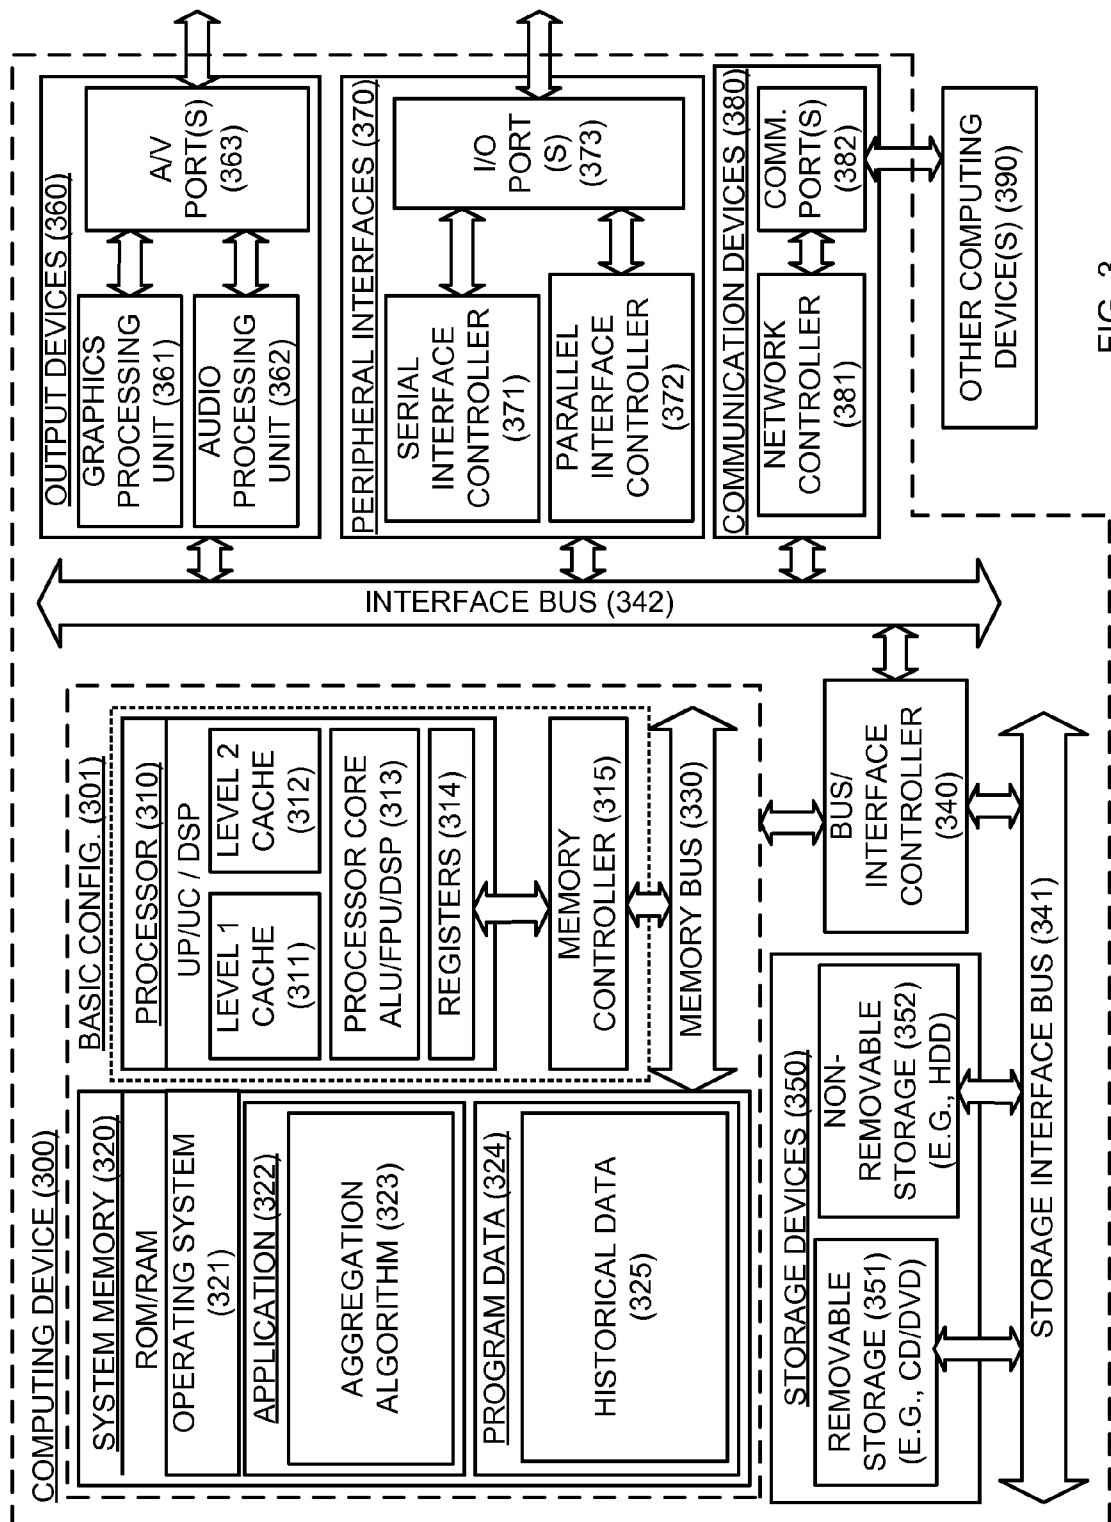 COMPUTING DEVICE (300)
SYSTEM MEMORY (320)
ROM/RAM
OPERATING SYSTEM
(321)
APPLICATION (322)
AGGREGATION
ALGORITHM (323)
PROGRAM DATA (324)
HISTORICAL DATA
(325)
BASIC CONFIG. (301)
PROCESSOR (310)
UP/UC / DSP
LEVEL 1
CACHE
(311)
LEVEL 2
CACHE
(312)
PROCESSOR CORE
ALU/FPU/DSP (313)
REGISTERS (314)
MEMORY
CONTROLLER (315)
MEMORY BUS (330)
STORAGE DEVICES (350)
REMOVABLE
STORAGE (351)
(E.G., CD/DVD)
NON-
REMOVABLE
STORAGE (352)
(E.G., HDD)
BUS/
INTERFACE
CONTROLLER
(340)
STORAGE INTERFACE BUS (341)
INTERFACE BUS (342)
OUTPUT DEVICES (360)
GRAPHICS
PROCESSING
UNIT (361)
AUDIO
PROCESSING
UNIT (362)
A/V
PORT(S)
(363)
PERIPHERAL INTERFACES (370)
SERIAL
INTERFACE
CONTROLLER
(371)
PARALLEL
INTERFACE
CONTROLLER
(372)
I/O
PORT
(S)
(373)
COMMUNICATION DEVICES (380)
NETWORK
CONTROLLER
(381)
COMM.
PORT(S)
(382)
OTHER COMPUTING
DEVICE(S) (390)
FIG. 3